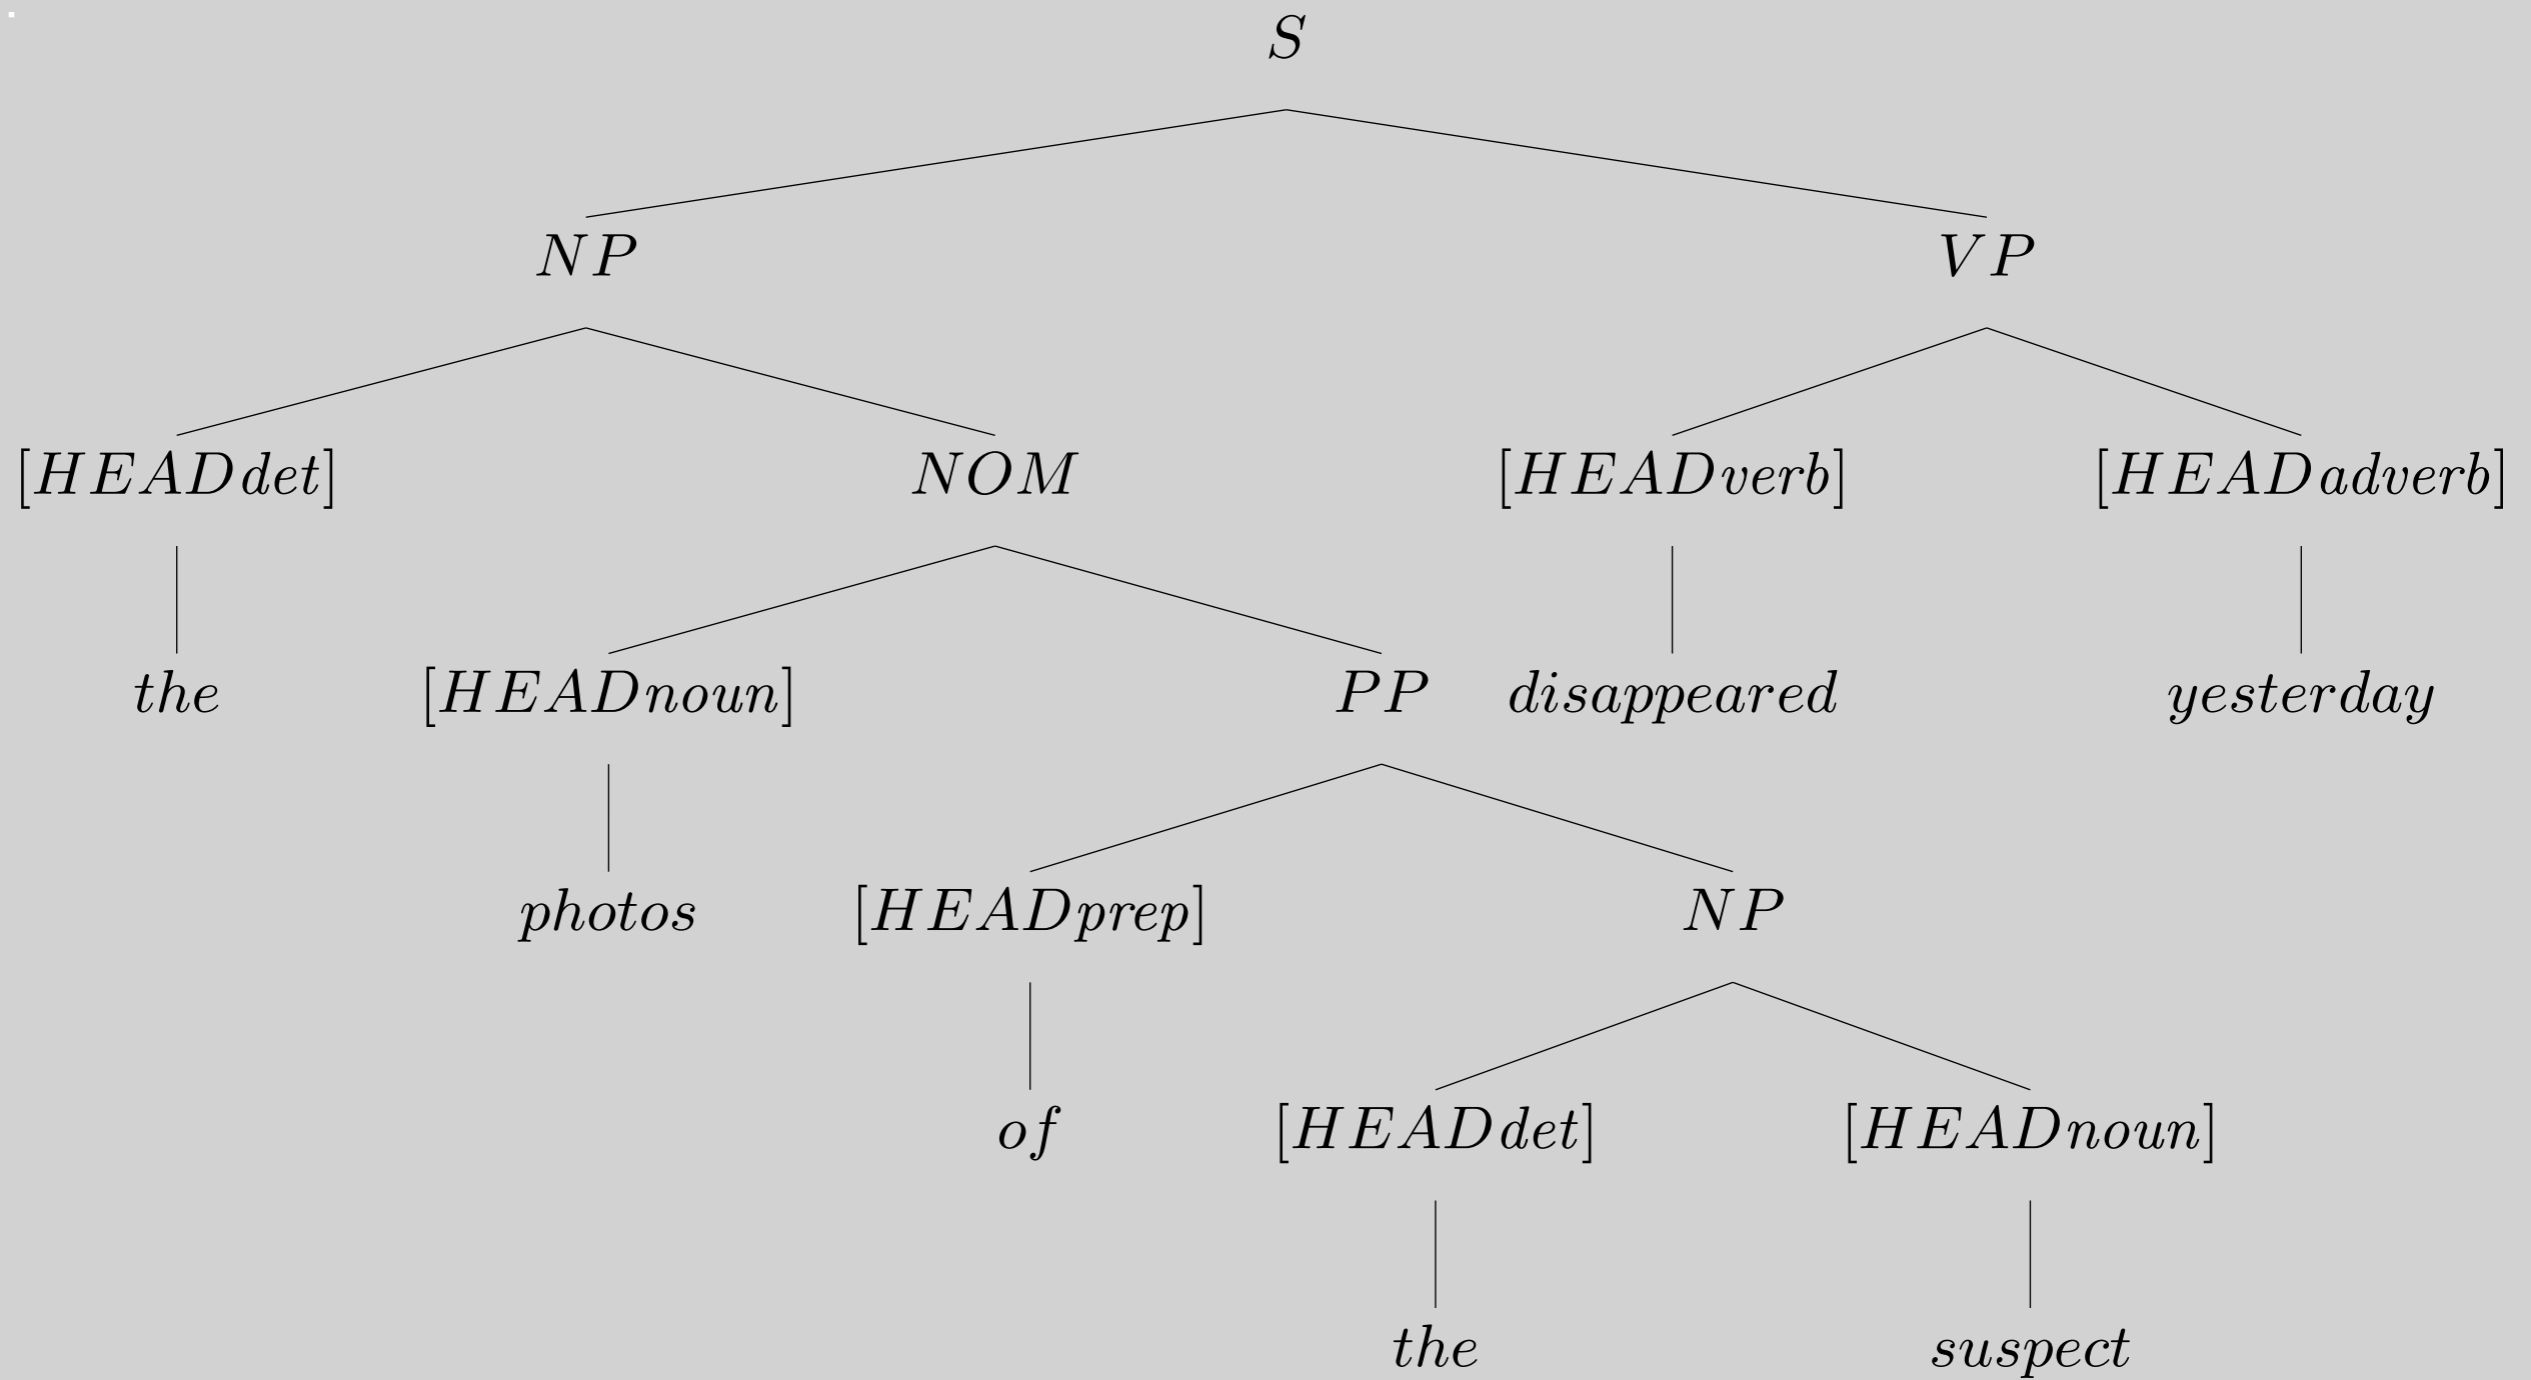 S
NP VP
[HEADdet] NOM [HEADverb] [HEADadverb]
the [HEADnoun] PP disappeared yesterday
photos [HEADprep] NP
of [HEADdet] [HEADnoun]
the suspect